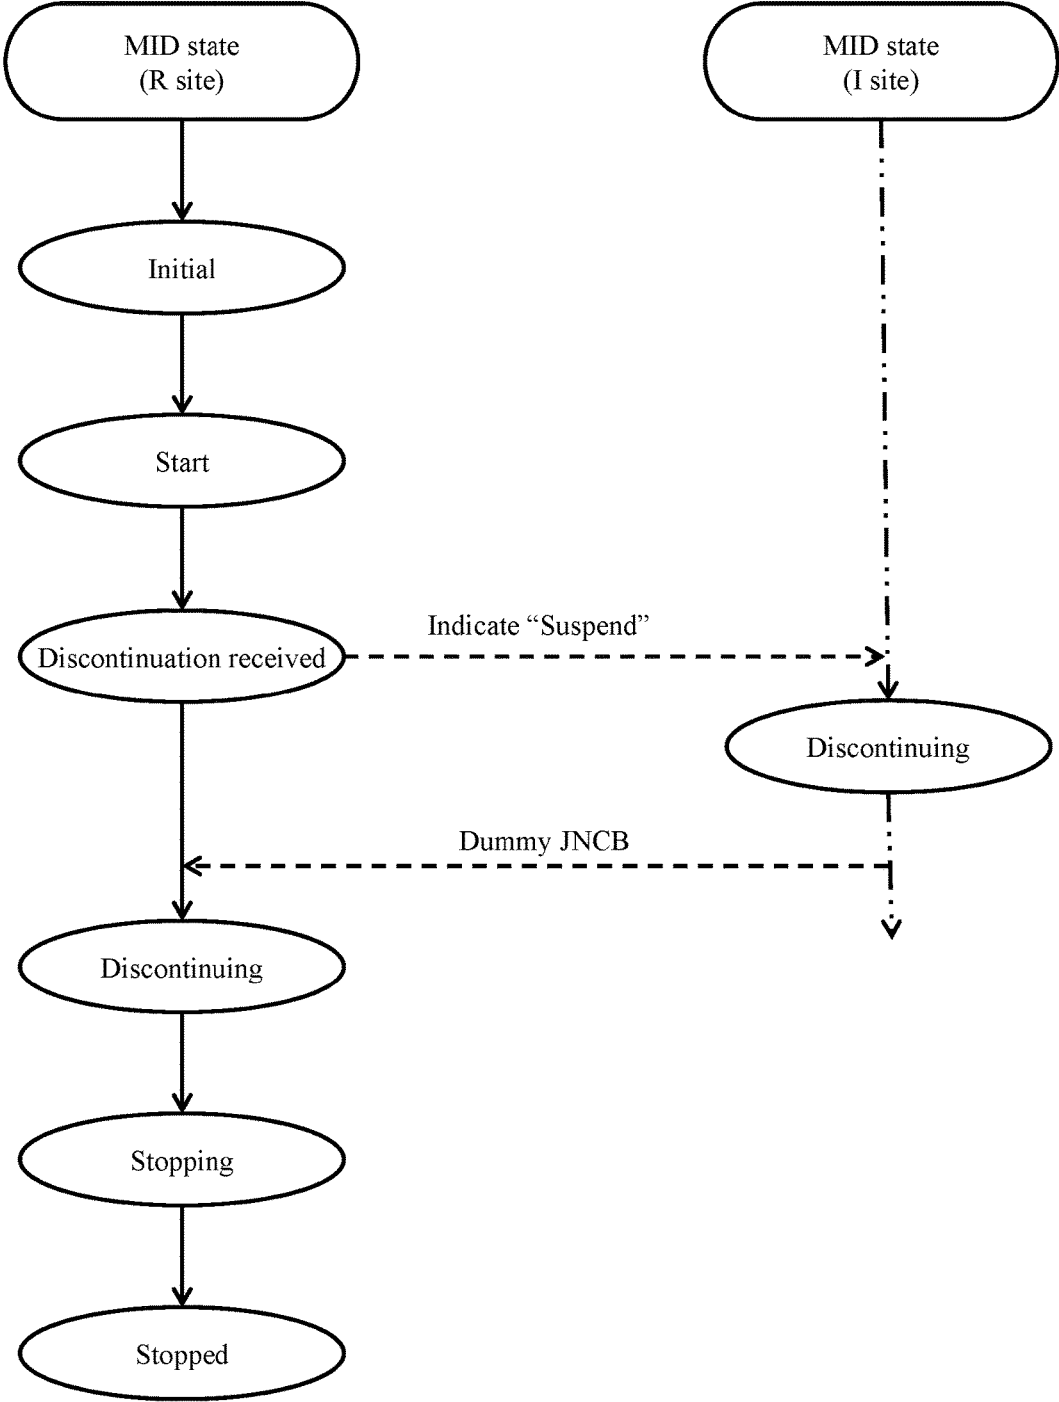 MID state
(R site)
MID state
(I site)
Initial
Start
Discontinuation received
Indicate “Suspend”
Discontinuing
Dummy JNCB
Discontinuing
Stopping
Stopped